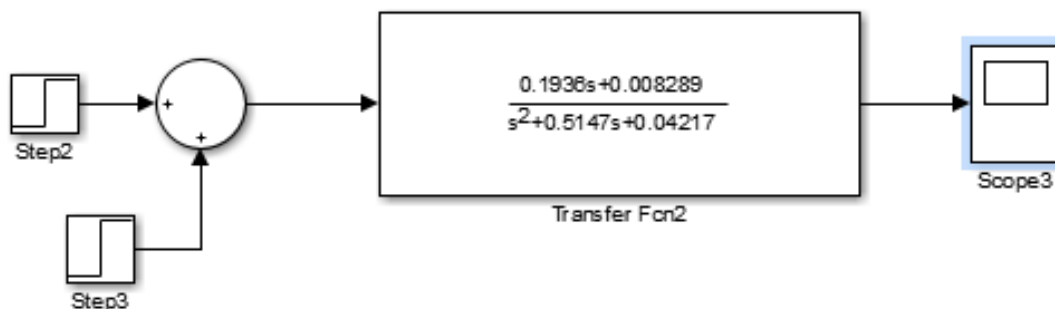 0.1936s+0.008289
s²+0.5147s+0.04217
+
+
Step2
Scope3
Transfer Fcn2
Step3